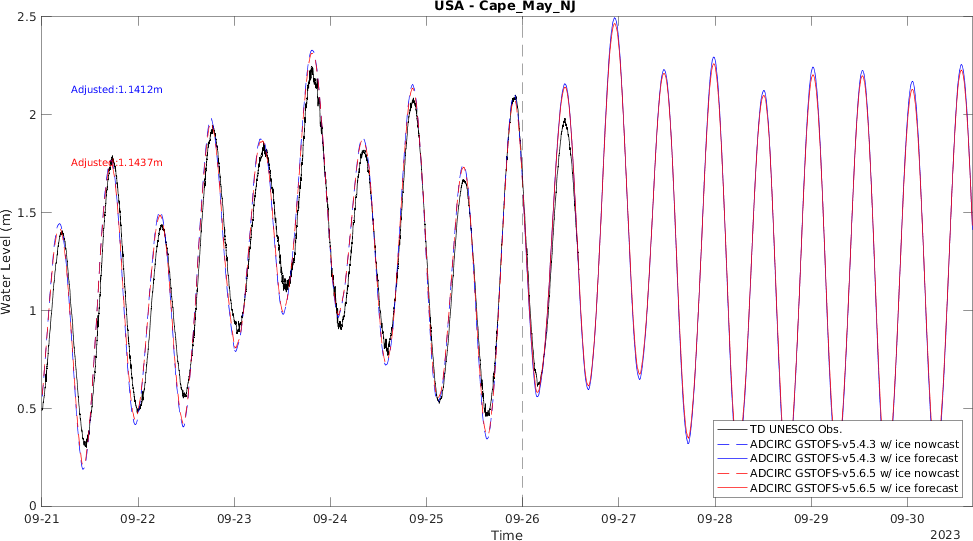 USA - Cape_May_NJ
2.5
2
1.5
1
0.5
0
Water Level (m)
Adjusted:1.1412m
Adjusted:1.1437m
TD UNESCO Obs.
ADCIRC GSTOFS-v5.4.3 w/ ice nowcast
ADCIRC GSTOFS-v5.4.3 w/ ice forecast
ADCIRC GSTOFS-v5.6.5 w/ ice nowcast
ADCIRC GSTOFS-v5.6.5 w/ ice forecast
09-21 09-22 09-23 09-24 09-25 09-26 09-27 09-28 09-29 09-30
Time
2023